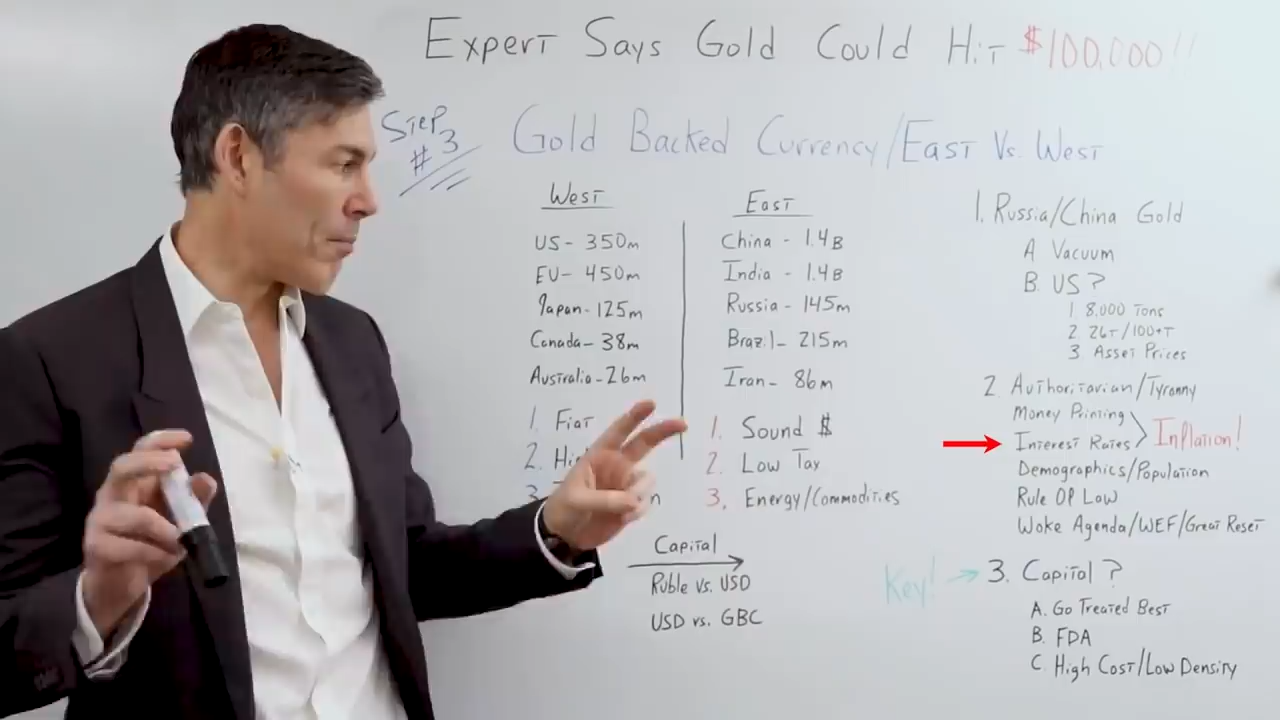 Expert Says Gold Could Hit $100,000!!
Step
# 3
Gold Backed Currency/East Vs. West
West
US- 350m
EU- 450m
Japan- 125m
Canada- 38m
Australia- 26m
1. Fiat
2.
3.
East
China - 1.4B
India - 1.4B
Russia - 145m
Brazil- 215m
Iran- 86m
1. Sound $
2. Low Tax
3. Energy/Commodities
Capital
Ruble vs. USD
USD vs. GBC
1. Russia/China Gold
A Vacuum
B. US?
1 8,000 Tons
2. 26T/100+T
3. Asset Prices
2 Authoritarian/Tyranny
Money Printing
Interest Rates
Inflation!
Demographics/Population
Rule Of Law
Woke Agenda/WEF/Great Reset
Key! → 3. Capital?
A. Go Treated Best
B. FDA
C. High Cost/Low Density